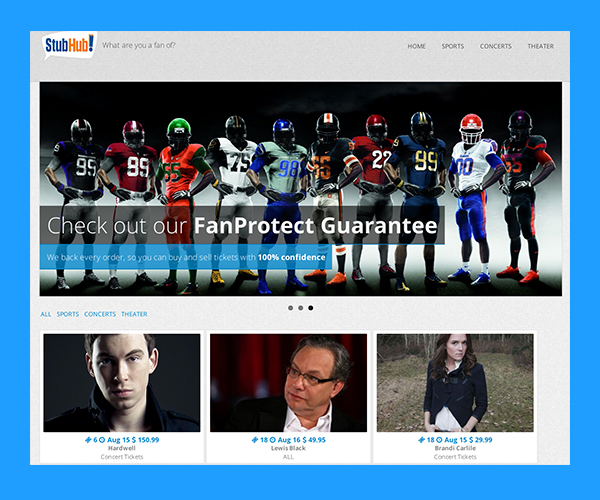 StubHub!
What are you a fan of?
HOME SPORTS CONCERTS THEATER
99 99 55 75 98 22 99 00
Check out our FanProtect Guarantee
We back every order, so you can buy and sell tickets with 100% confidence
ALL SPORTS CONCERTS THEATER
6 Aug 15 $ 150.99
Hardwell
Concert Tickets
18 Aug 16 $ 49.95
Lewis Black
ALL
18 Aug 15 $ 29.99
Brandi Carlile
Concert Tickets